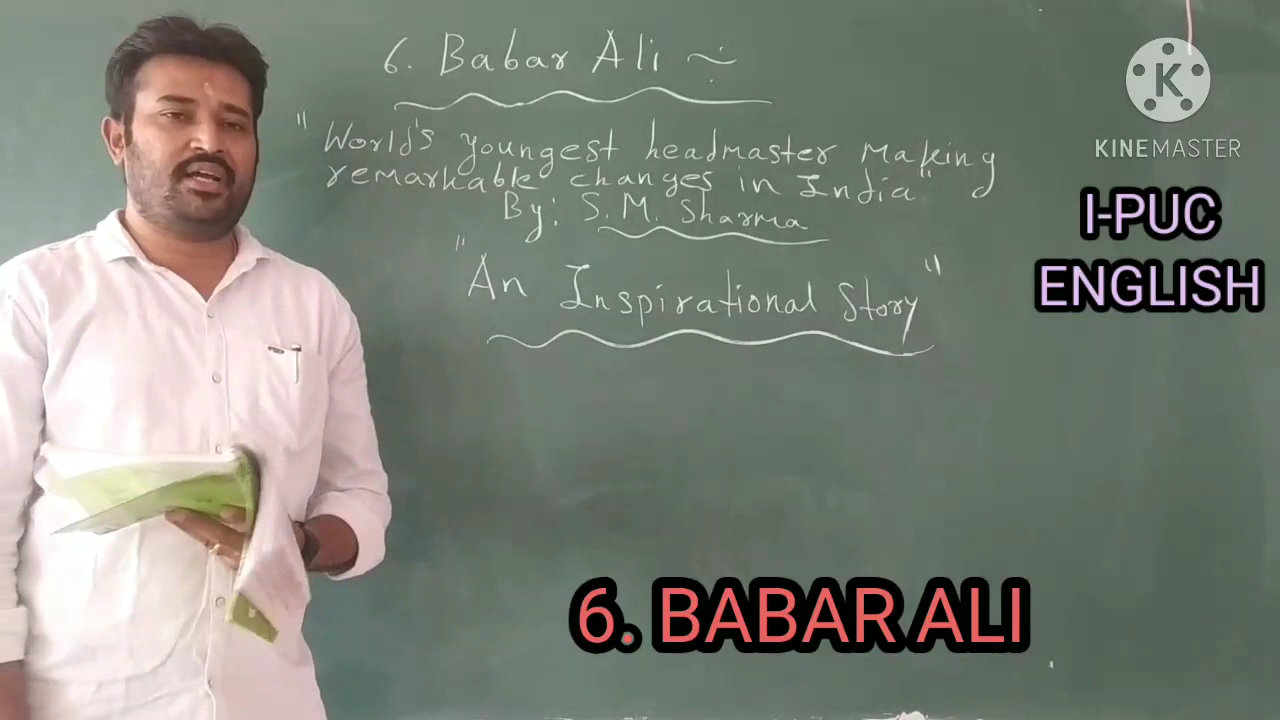 6. Babar Ali
"World's youngest headmaster Making
remarkable changes in India"
By: S. M. Sharma
"An Inspirational Story"
K
KINEMASTER
I-PUC
ENGLISH
6. BABAR ALI